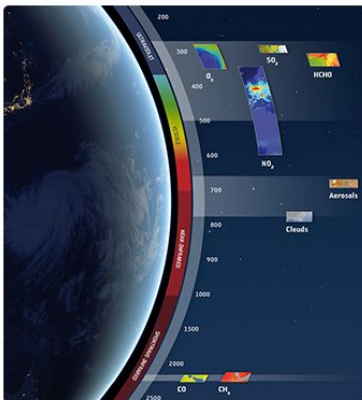 200
ULTRAVIOLET
300
SO₂
O₃
HCHO
400
VISIBLE
500
NO₂
600
700
Aerosols
800
Clouds
NEAR INFRARED
900
1000
1500
SHORTWAVE INFRARED
2000
CO
CH₄
2500